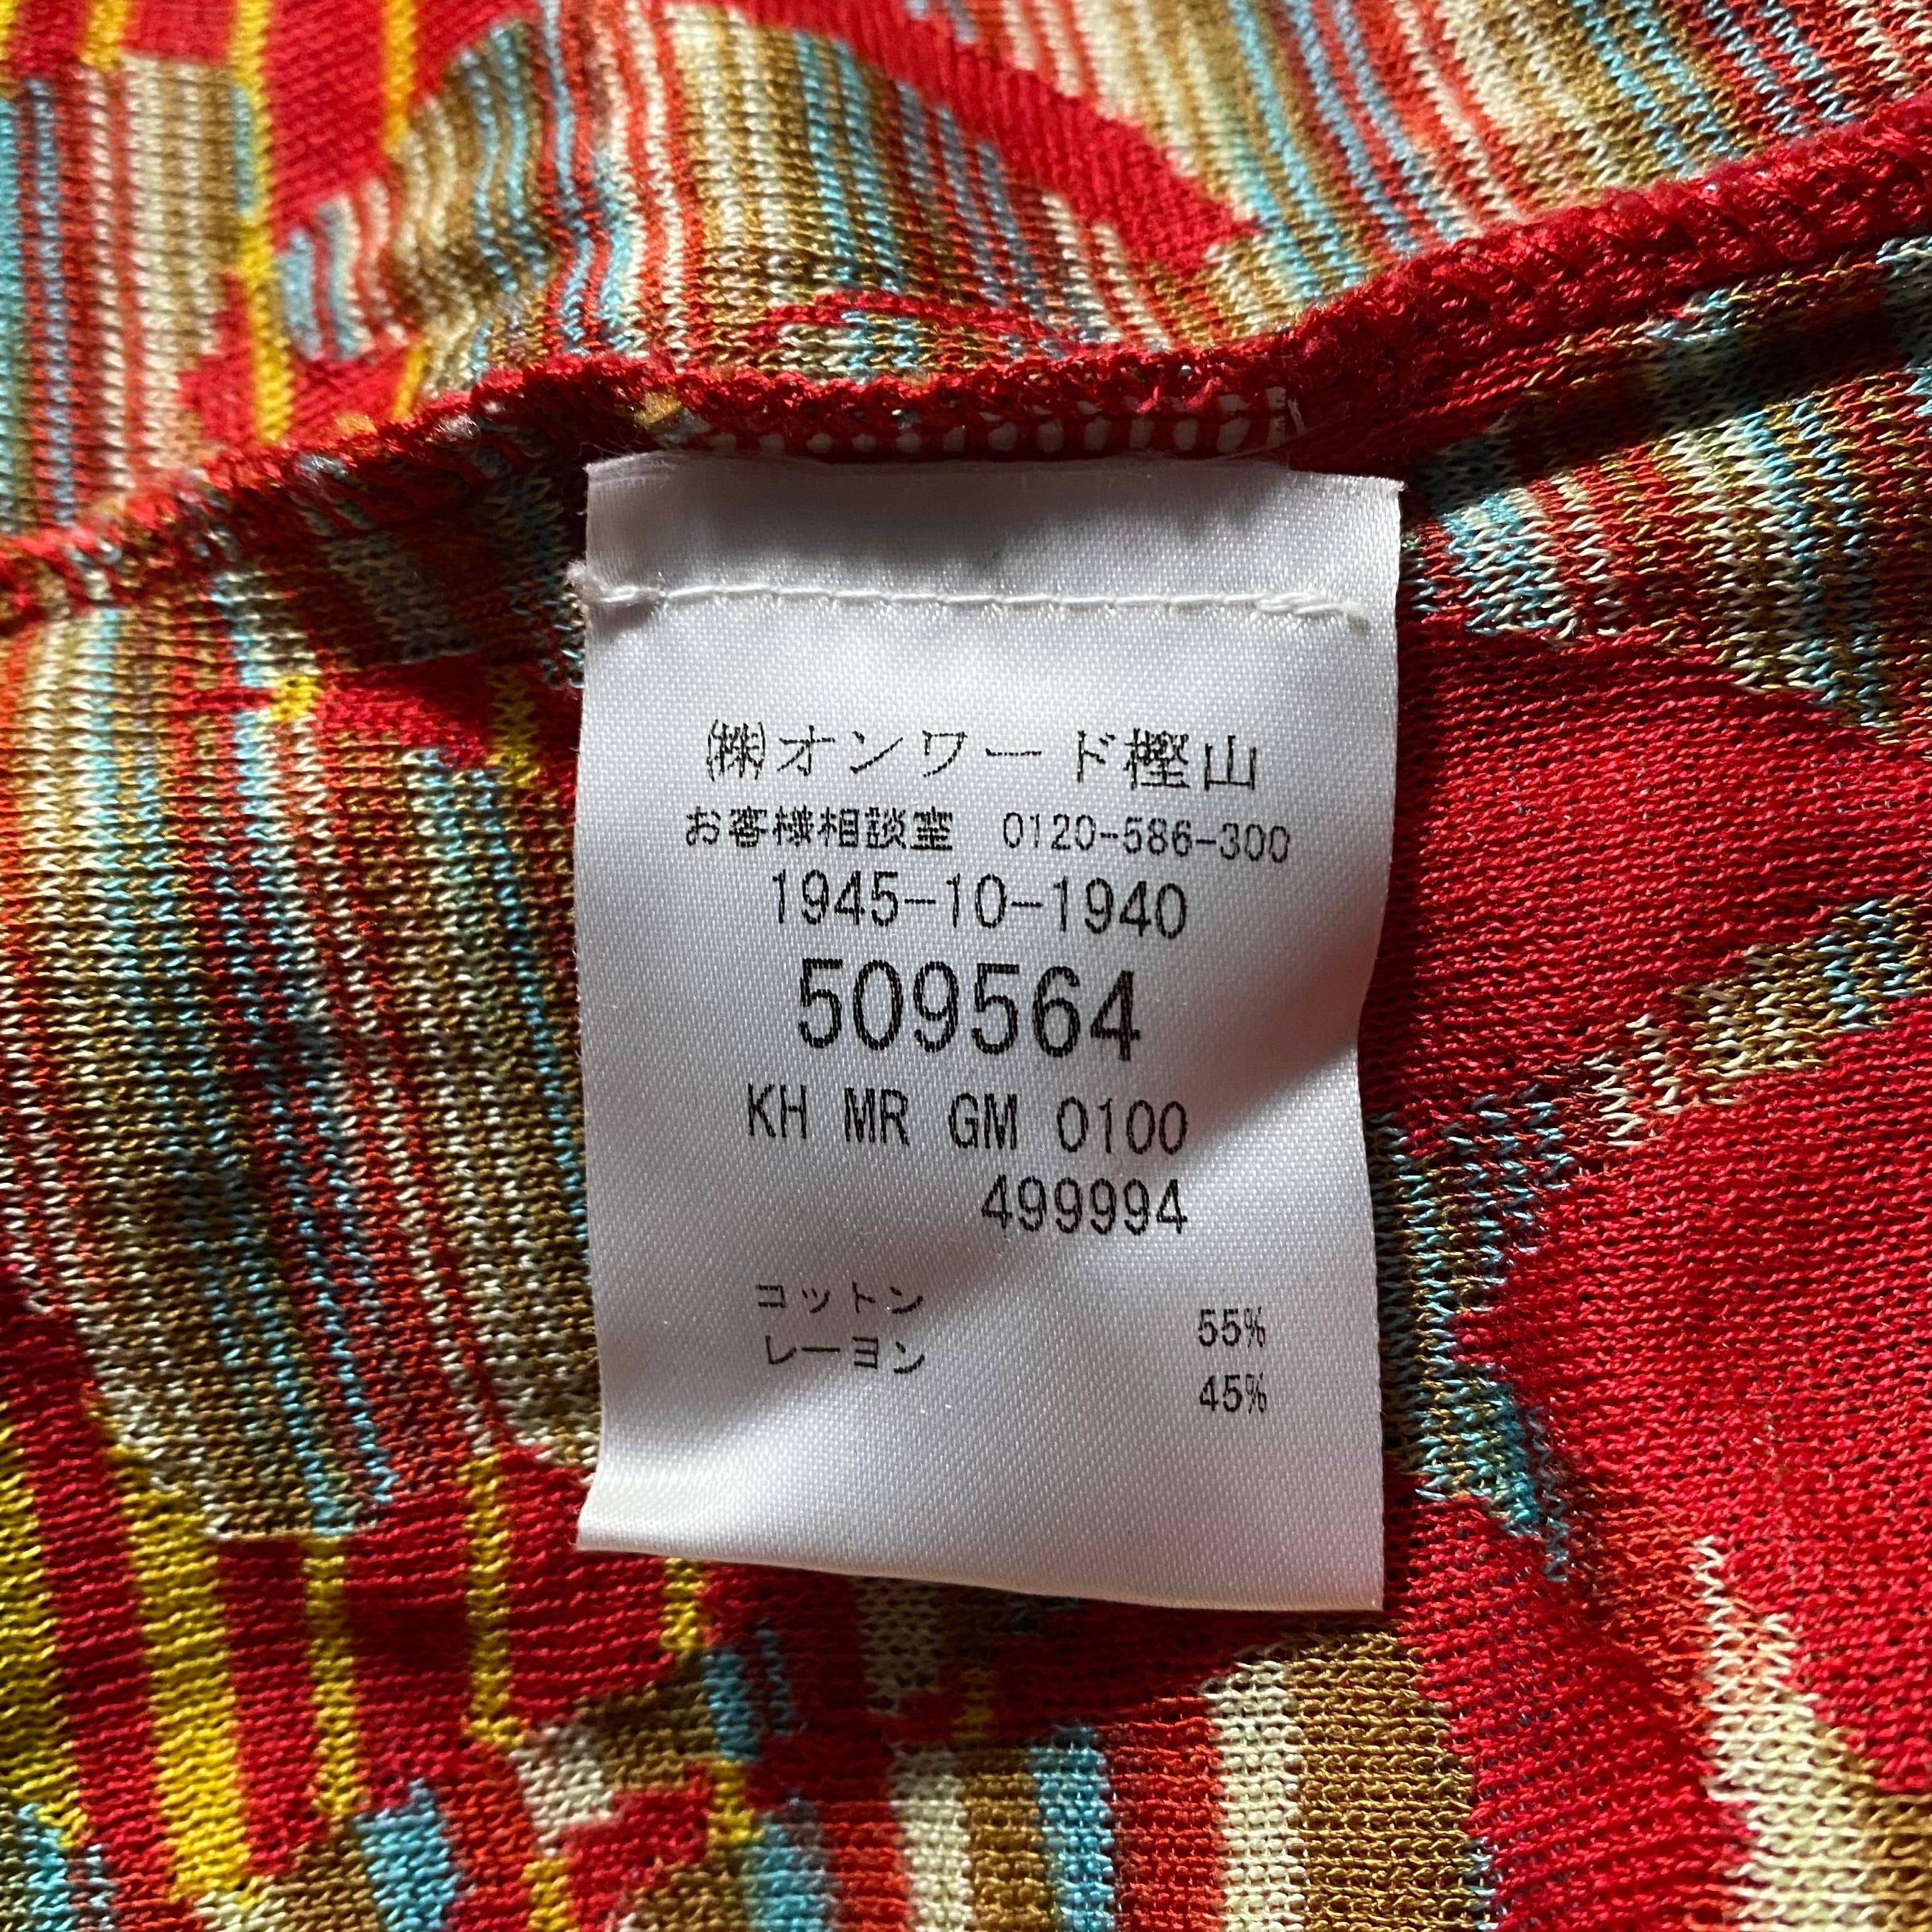 ㈱オンワード樫山
お客様相談室 0120-586-300
1945-10-1940
509564
KH MR GM 0100
499994
コットン 55%
レーヨン 45%